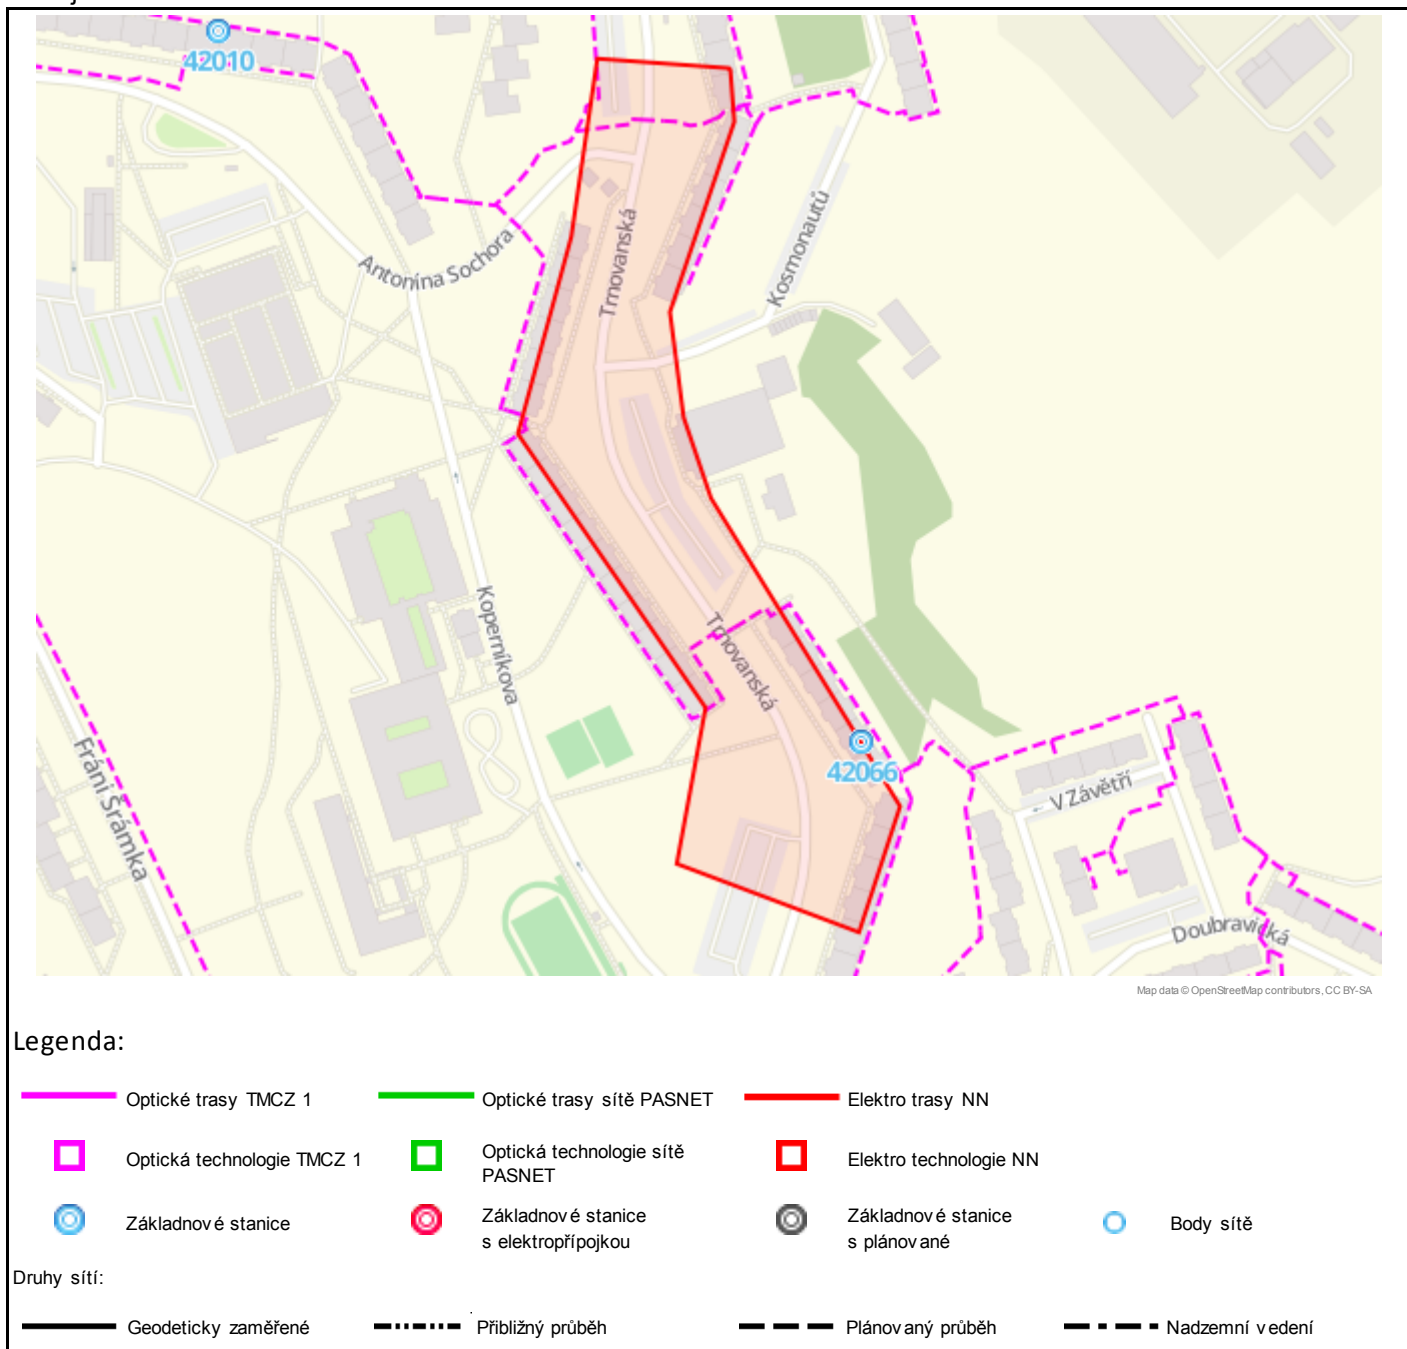 42010
Antonína Sochora
Trnovanská
Kosmonautů
Koperníkova
Trnovanská
42066
V Závětří
Fráni Šrámka
Doubravická
Map data © OpenStreetMap contributors, CC BY-SA
Legenda:
Optické trasy TMCZ 1
Optické trasy sítě PASNET
Elektro trasy NN
Optická technologie TMCZ 1
Optická technologie sítě
PASNET
Elektro technologie NN
Základnové stanice
Základnové stanice
s elektropřípojkou
Základnové stanice
s plánované
Body sítě
Druhy sítí:
Geodeticky zaměřené
Přibližný průběh
Plánovaný průběh
Nadzemní vedení